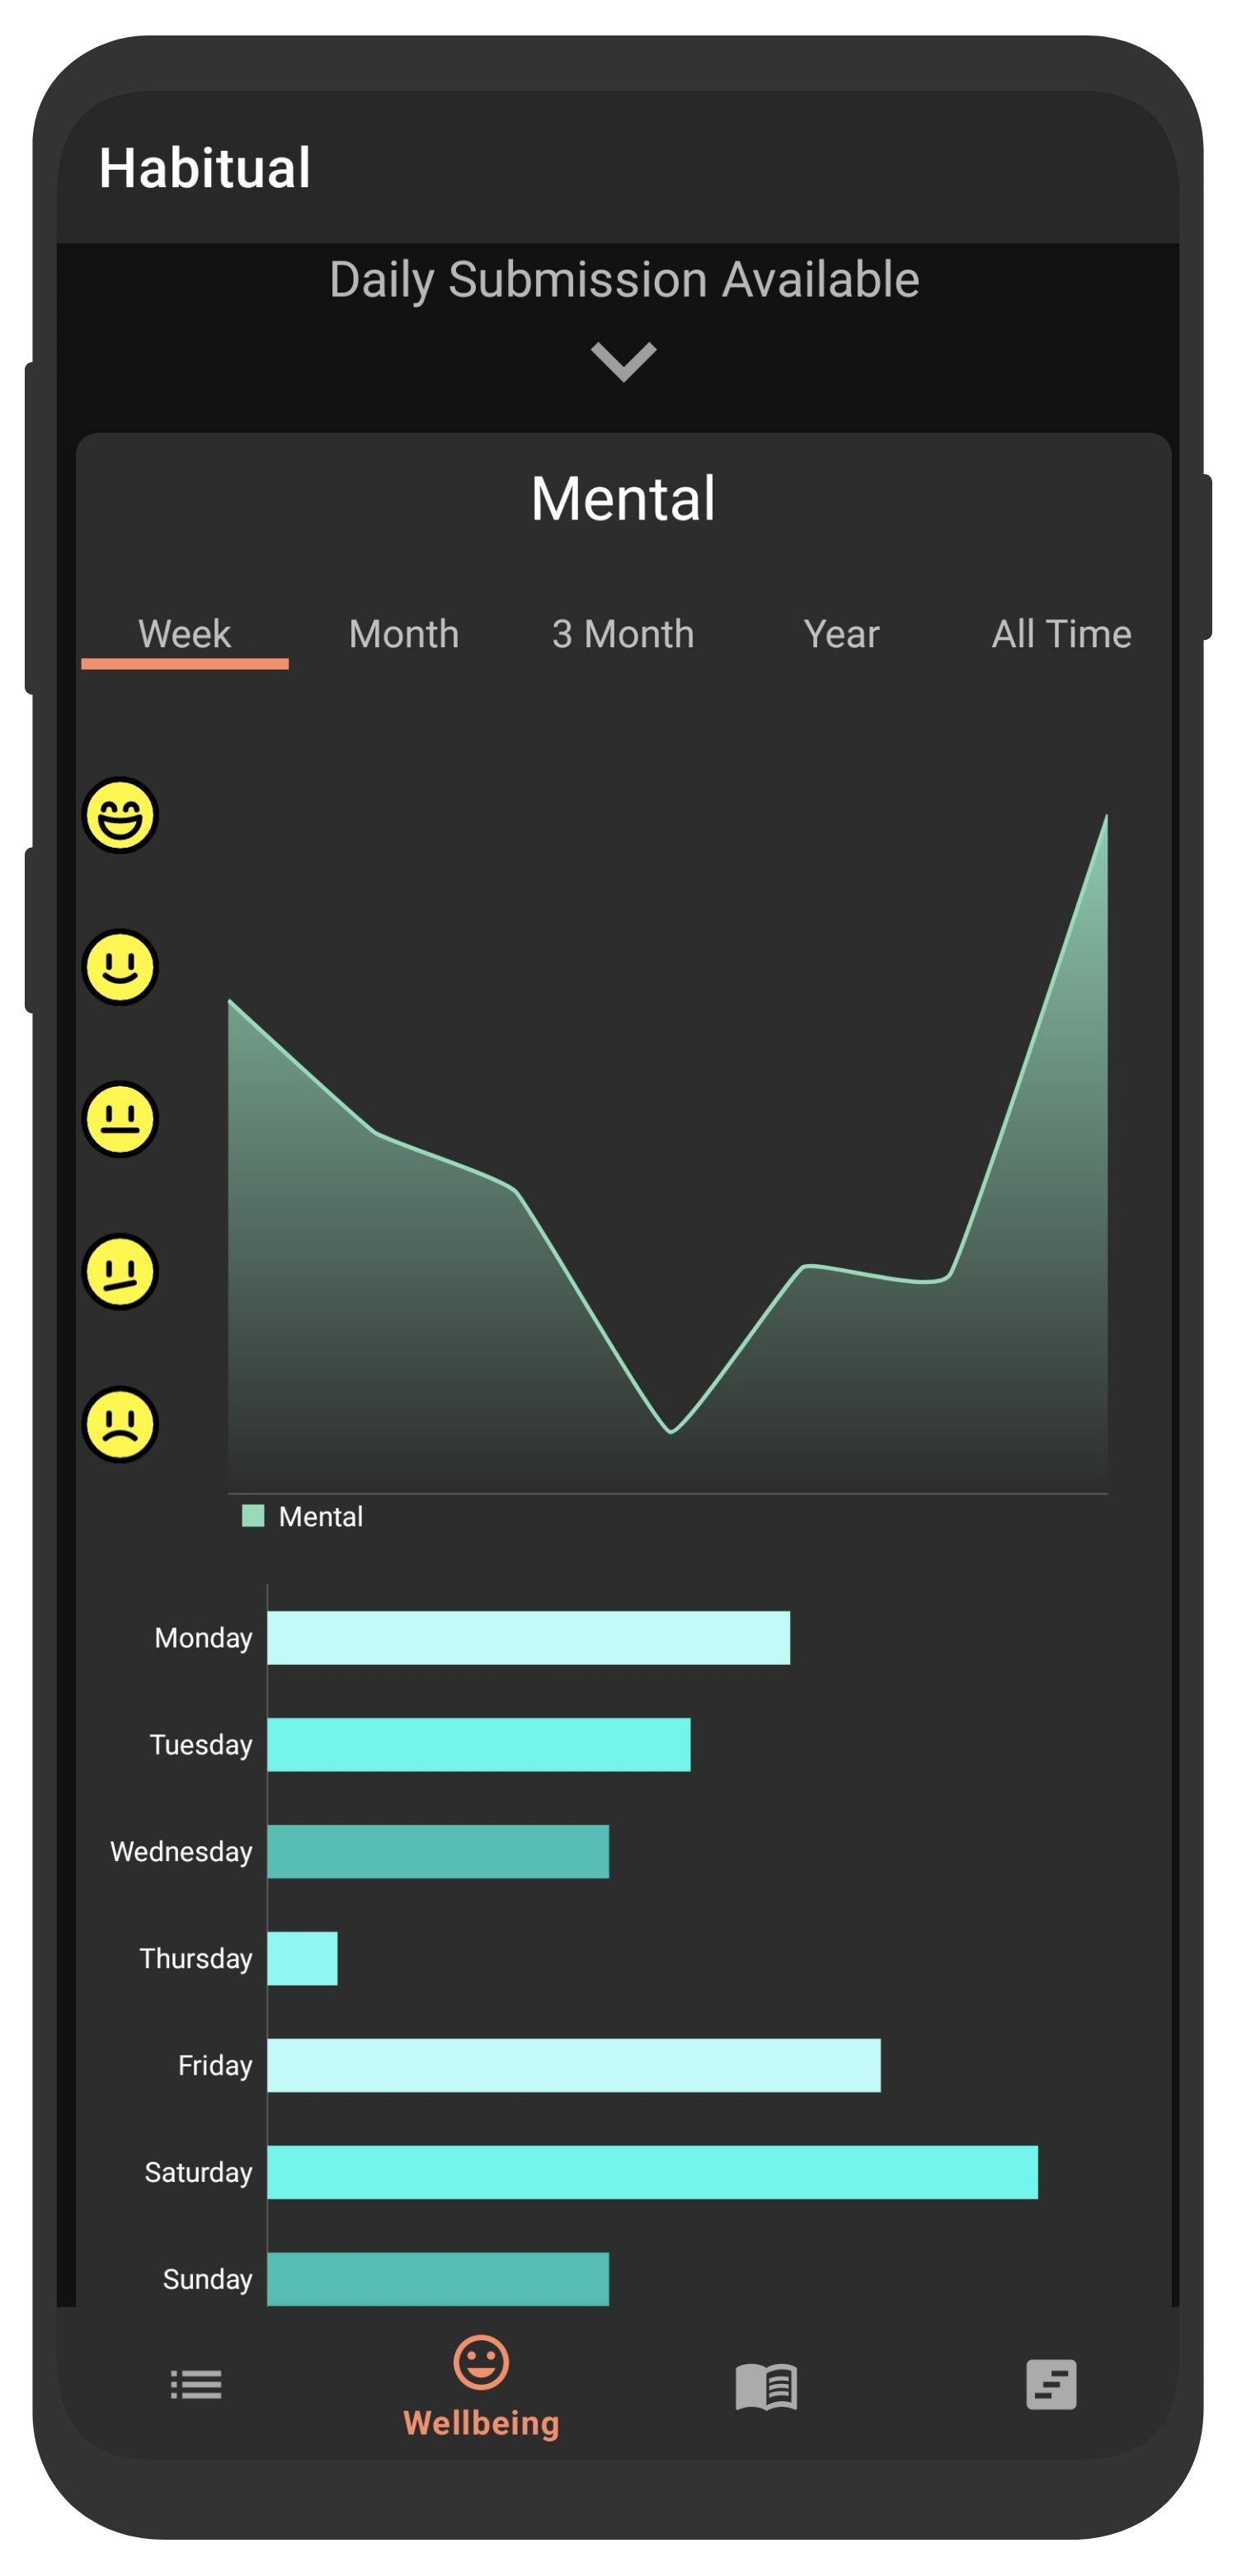 Habitual
Daily Submission Available
Mental
Week Month 3 Month Year All Time
Mental
Monday
Tuesday
Wednesday
Thursday
Friday
Saturday
Sunday
Wellbeing